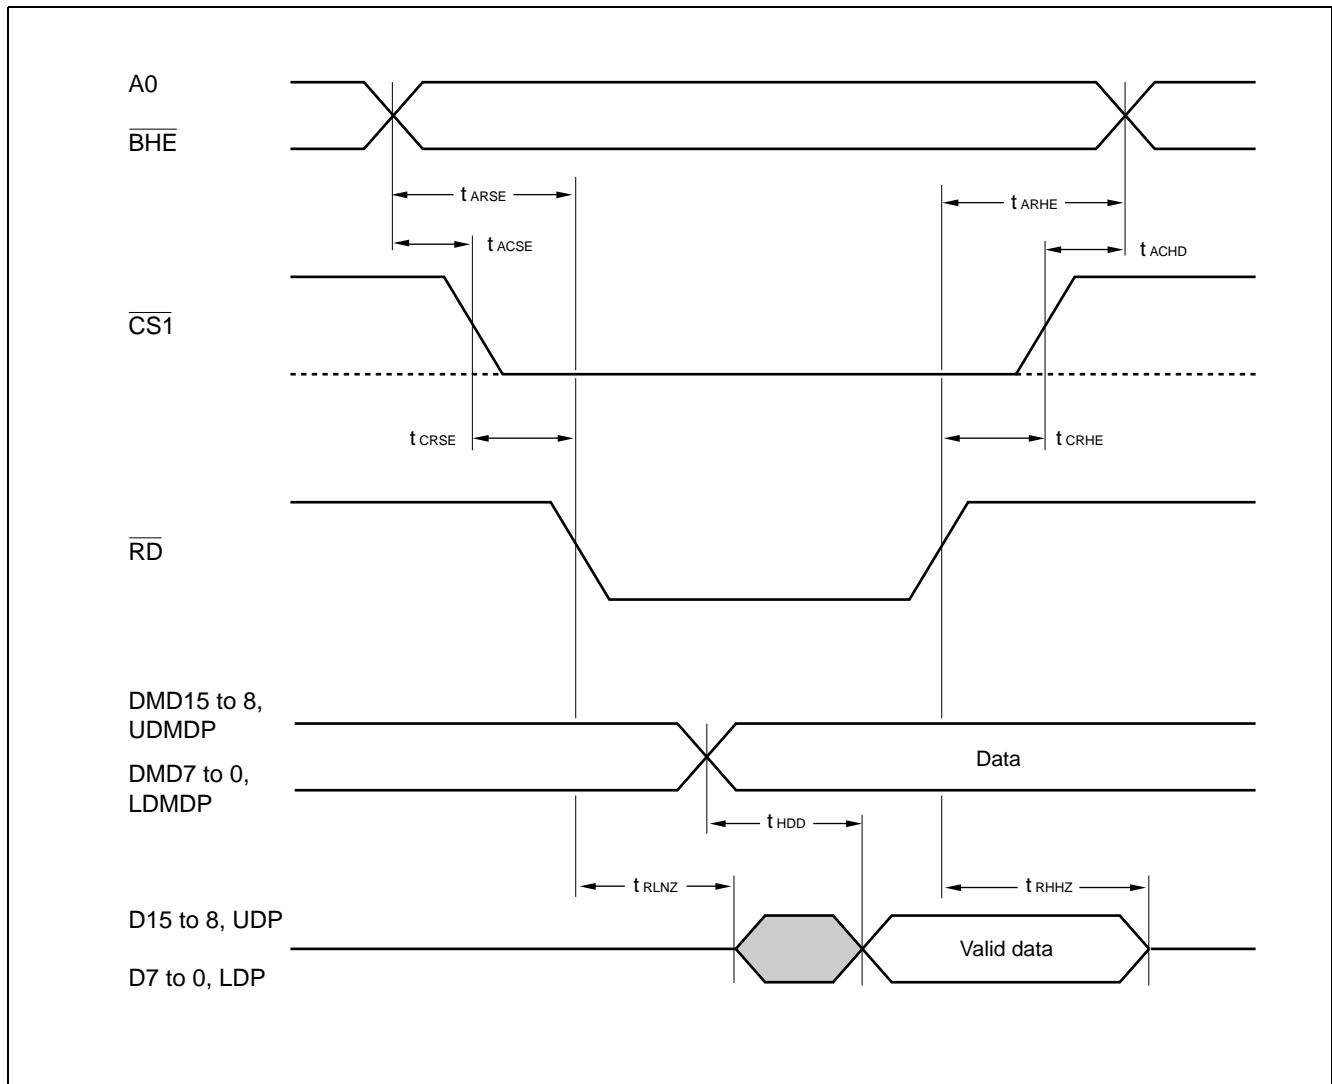 A0
BHE
t ARSE
t ARHE
t ACSE
t ACHD
CS1
t CRSE
t CRHE
RD
DMD15 to 8,
UDMDP
DMD7 to 0,
LDMDP
Data
t HDD
t RLNZ
t RHHZ
D15 to 8, UDP
D7 to 0, LDP
Valid data